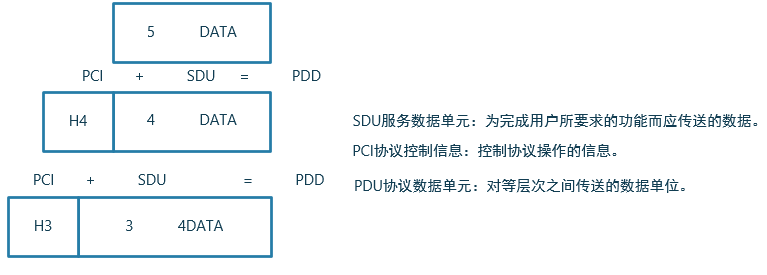 5 DATA
PCI + SDU = PDD
H4 4 DATA
SDU服务数据单元：为完成用户所要求的功能而应传送的数据。
PCI协议控制信息：控制协议操作的信息。
PCI + SDU = PDD
PDU协议数据单元：对等层次之间传送的数据单位。
H3 3 4DATA